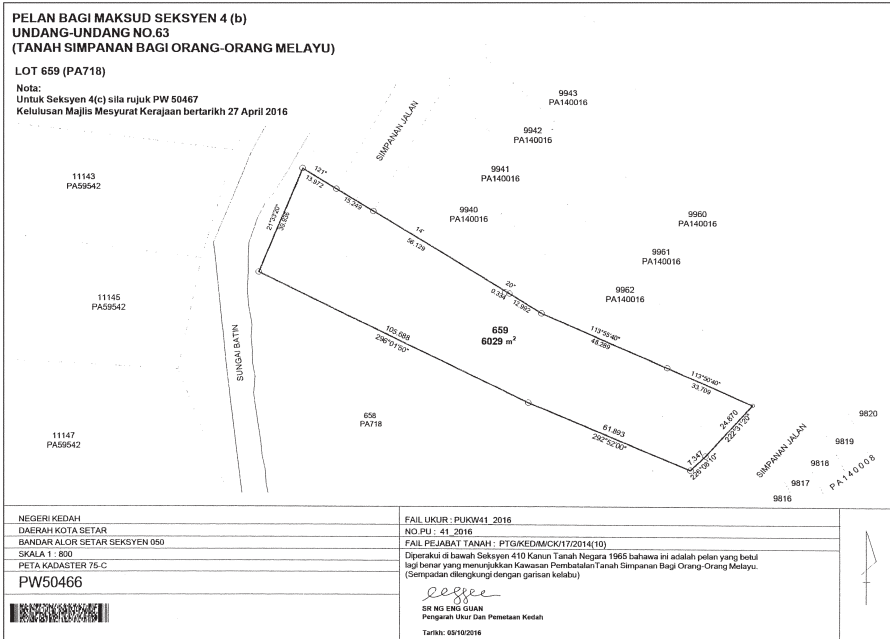 PELAN BAGI MAKSUD SEKSYEN 4 (b)
UNDANG-UNDANG NO.63
(TANAH SIMPANAN BAGI ORANG-ORANG MELAYU)
LOT 659 (PA718)
Nota:
Untuk Seksyen 4(c) sila rujuk PW 50467
Kelulusan Majlis Mesyurat Kerajaan bertarikh 27 April 2016
9943
PA140016
9942
PA140016
9941
PA140016
9940
PA140016
9960
PA140016
9961
PA140016
9962
PA140016
SIMPANAN JALAN
11143
PA59542
11145
PA59542
11147
PA59542
SUNGAI BATIN
121°
13.972
15.249
14'
56.129
20"
0.334
12.992
113°55'40"
48.289
113°50'40"
33.709
24.870
222°31'20"
7.347
226°08'10"
61.893
292°52'00"
105.688
296°01'50"
21°33'20"
659
6029 m²
658
PA718
SIMPANAN JALAN
9820
9819
9818
9817
9816
PA140008
NEGERI KEDAH
DAERAH KOTA SETAR
BANDAR ALOR SETAR SEKSYEN 050
SKALA 1 : 800
PETA KADASTER 75-C
PW50466
FAIL UKUR : PUKW41_2016
NO.PU : 41_2016
FAIL PEJABAT TANAH : PTG/KED/M/CK/17/2014(10)
Diperakui di bawah Seksyen 410 Kanun Tanah Negara 1965 bahawa ini adalah pelan yang betul
lagi benar yang menunjukkan Kawasan PembatalanTanah Simpanan Bagi Orang-Orang Melayu.
(Sempadan dilengkungi dengan garisan kelabu)
SR NG ENG GUAN
Pengarah Ukur Dan Pemetaan Kedah
Tarikh: 05/10/2016